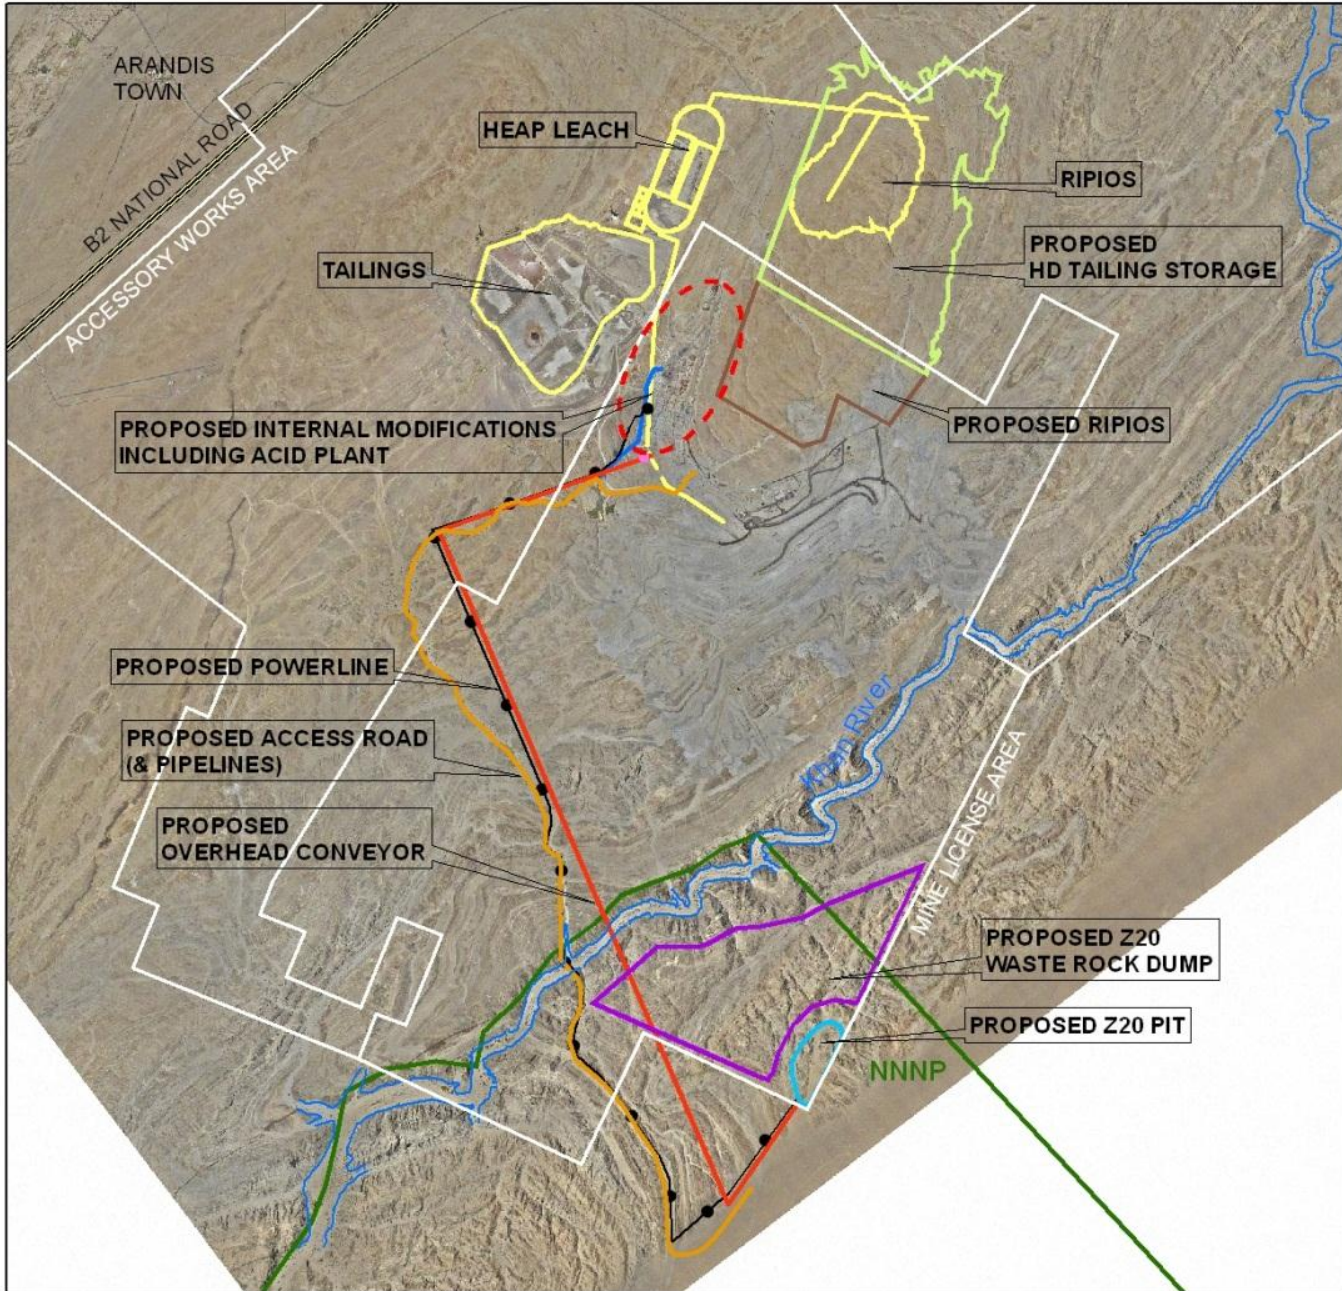 ARANDIS
TOWN
B2 NATIONAL ROAD
ACCESSORY WORKS AREA
HEAP LEACH
RIPIOS
TAILINGS
PROPOSED
HD TAILING STORAGE
PROPOSED INTERNAL MODIFICATIONS
INCLUDING ACID PLANT
PROPOSED RIPIOS
PROPOSED POWERLINE
PROPOSED ACCESS ROAD
(& PIPELINES)
Khan River
PROPOSED
OVERHEAD CONVEYOR
MINE LICENSE AREA
PROPOSED Z20
WASTE ROCK DUMP
PROPOSED Z20 PIT
NNNP